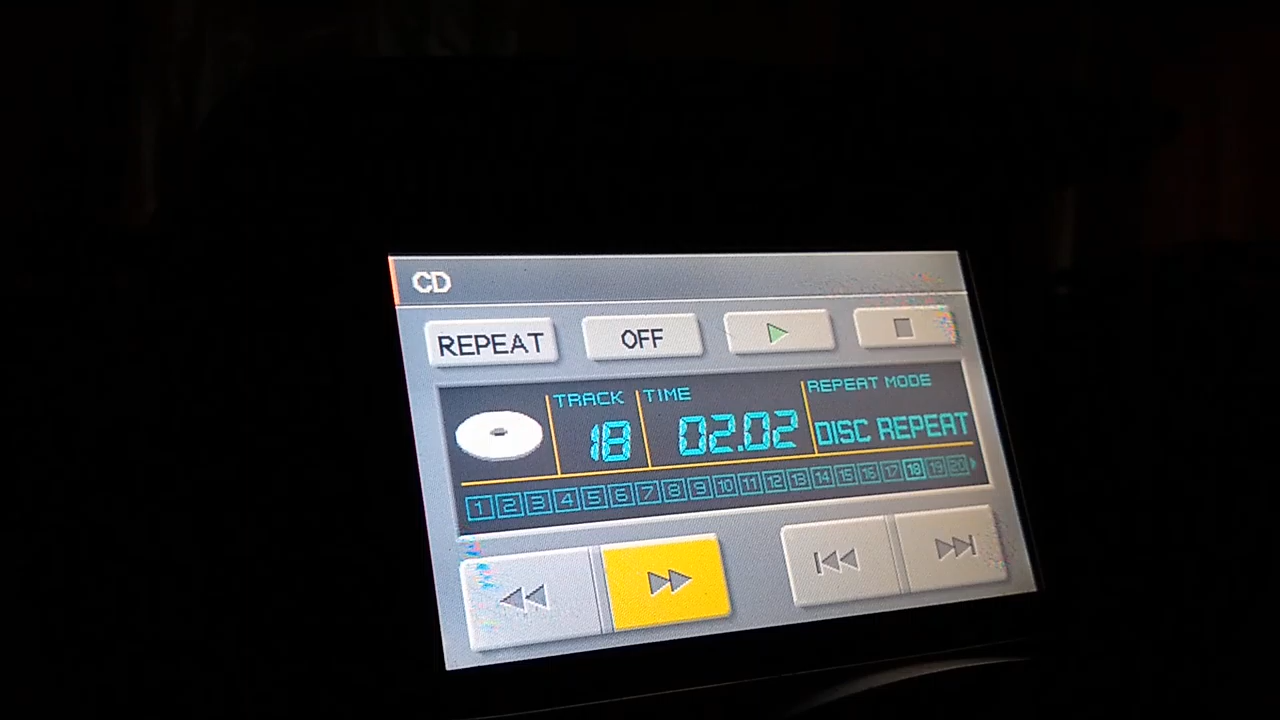 CD
REPEAT OFF
TRACK TIME REPEAT MODE
18 02.02 DISC REPEAT
1 2 3 4 5 6 7 8 9 10 11 12 13 14 15 16 17 18 19 20